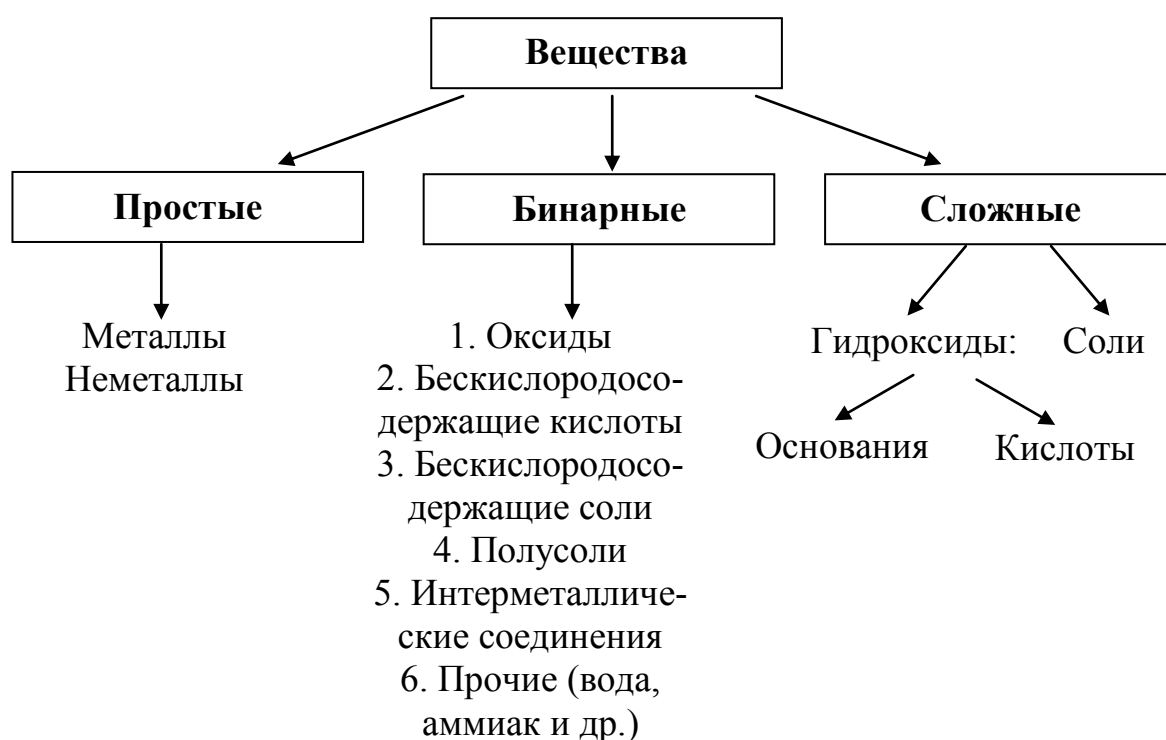 Вещества
Простые
Бинарные
Сложные
Металлы
Неметаллы
1. Оксиды
2. Бескислородосо-
держащие кислоты
3. Бескислородосо-
держащие соли
4. Полусоли
5. Интерметалличе-
ские соединения
6. Прочие (вода,
аммиак и др.)
Гидроксиды:
Соли
Основания
Кислоты